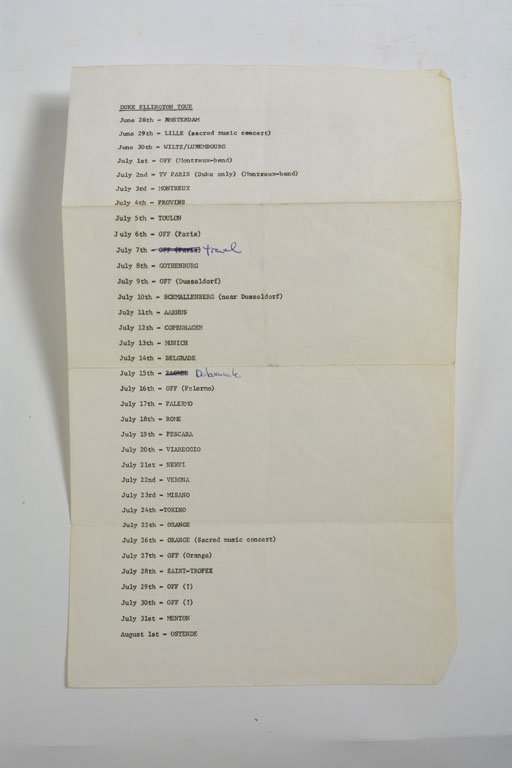 DUKE ELLINGTON TOUR
June 28th - AMSTERDAM
June 29th - LILLE (sacred music concert)
June 30th - WILTZ/LUXEMBOURG
July 1st - OFF (Montreux-band)
July 2nd - TV PARIS (Duke only) (Montreux-band)
July 3rd - MONTREUX
July 4th - PROVINS
July 5th - TOULON
July 6th - OFF (Paris)
July 7th - OFF (Paris) travel
July 8th - GOTHENBURG
July 9th - OFF (Dusseldorf)
July 10th - SCHMALLENBERG (near Dusseldorf)
July 11th - AARHUS
July 12th - COPENHAGEN
July 13th - MUNICH
July 14th - BELGRADE
July 15th -
July 16th - OFF (Palermo)
July 17th - PALERMO
July 18th - ROME
July 19th - PESCARA
July 20th - VIAREGGIO
July 21st - NERVI
July 22nd - VERONA
July 23rd - MISANO
July 24th -TORINO
July 25th - ORANGE
July 26th - ORANGE (Sacred music concert)
July 27th - OFF (Orange)
July 28th - SAINT-TROPEX
July 29th - OFF (?)
July 30th - OFF (?)
July 31st - MENTON
August 1st - OSTENDE